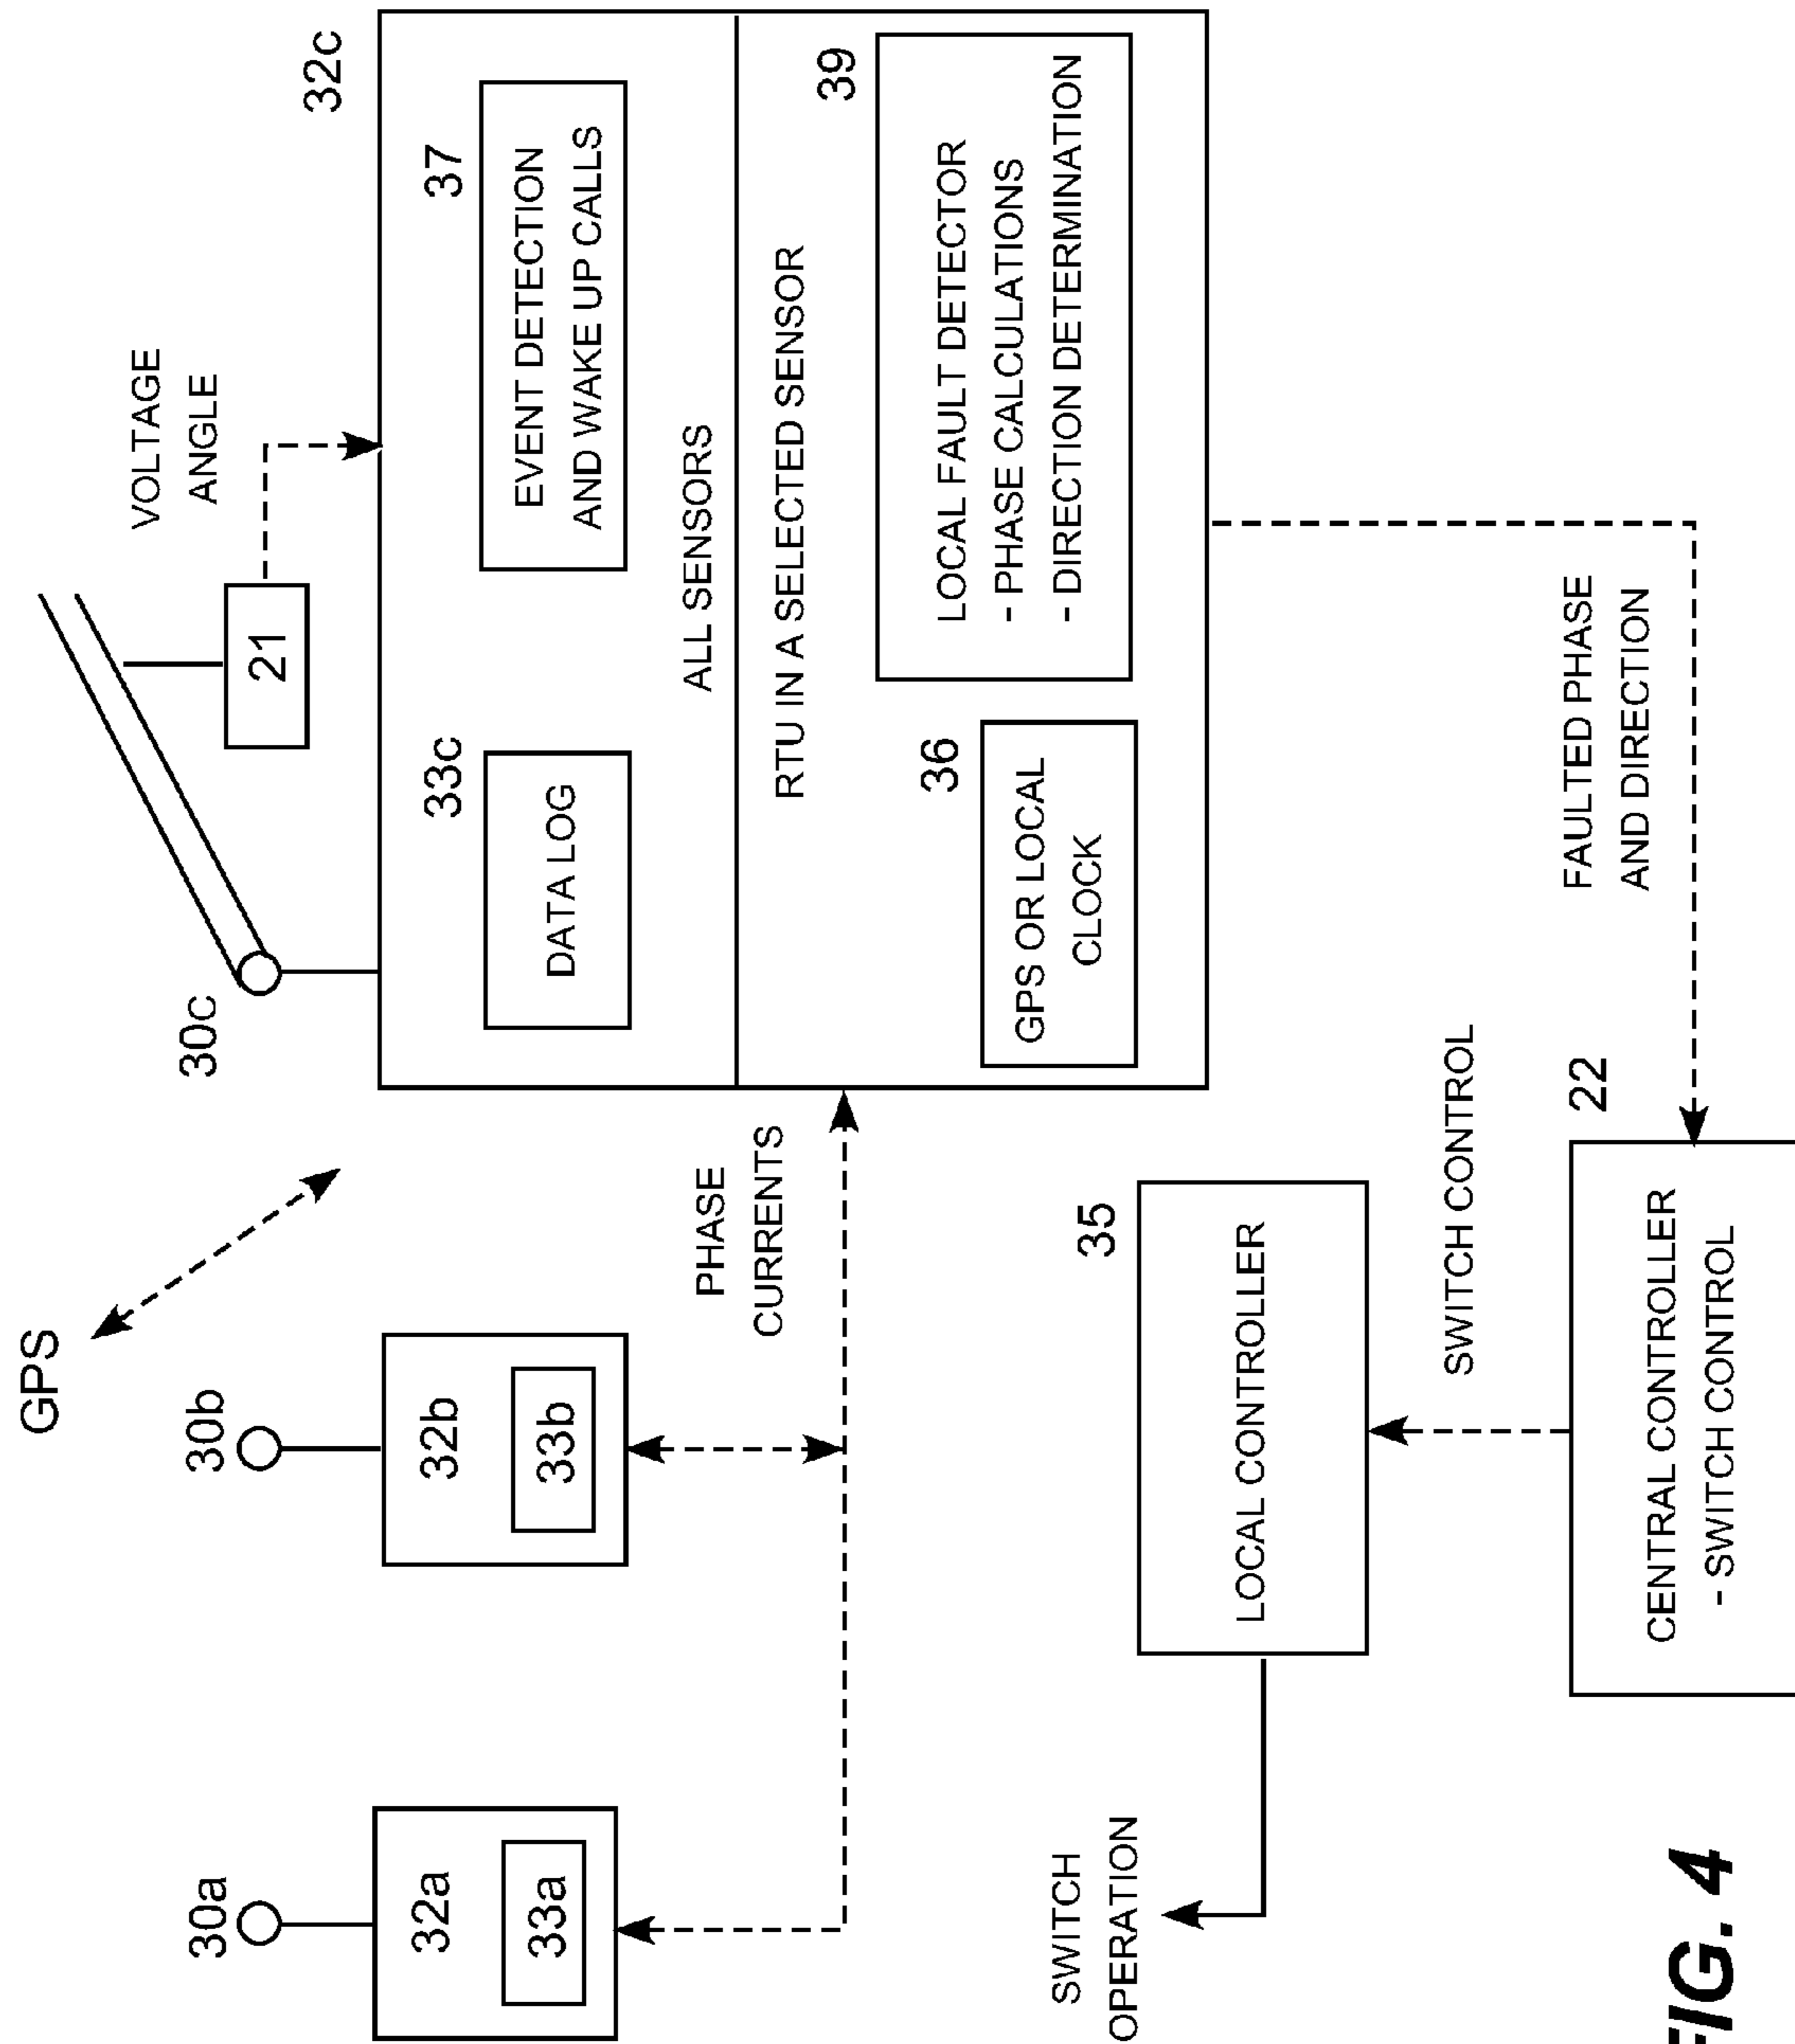 GPS
30a
30b
30c
32a
33a
32b
33b
21
VOLTAGE
ANGLE
32c
33c
DATA LOG
37
EVENT DETECTION
AND WAKE UP CALLS
ALL SENSORS
RTU IN A SELECTED SENSOR
36
GPS OR LOCAL
CLOCK
39
LOCAL FAULT DETECTOR
- PHASE CALCULATIONS
- DIRECTION DETERMINATION
PHASE
CURRENTS
SWITCH
OPERATION
35
LOCAL CONTROLLER
SWITCH CONTROL
22
CENTRAL CONTROLLER
- SWITCH CONTROL
FAULTED PHASE
AND DIRECTION
FIG. 4